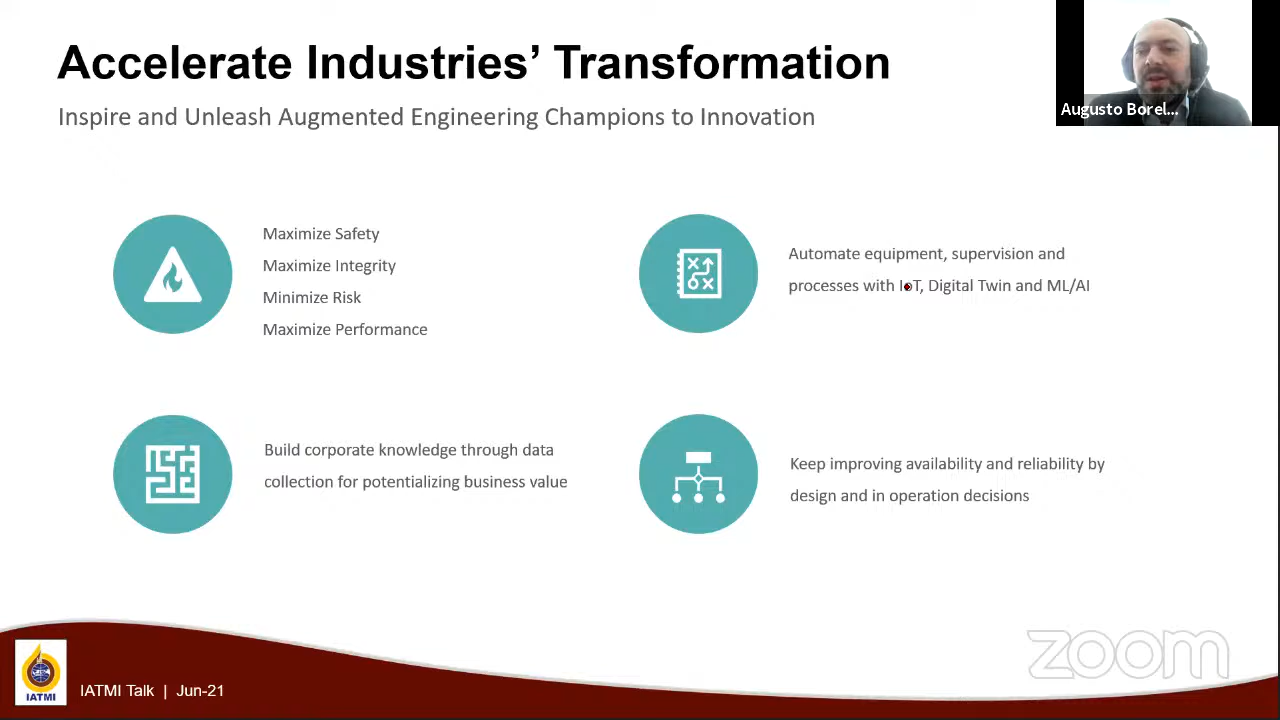 Accelerate Industries’ Transformation
Inspire and Unleash Augmented Engineering Champions to Innovation
Augusto Borel...
Maximize Safety
Maximize Integrity
Minimize Risk
Maximize Performance
Automate equipment, supervision and
processes with IoT, Digital Twin and ML/AI
Build corporate knowledge through data
collection for potentializing business value
Keep improving availability and reliability by
design and in operation decisions
zoom
IATMI
IATMI Talk | Jun-21